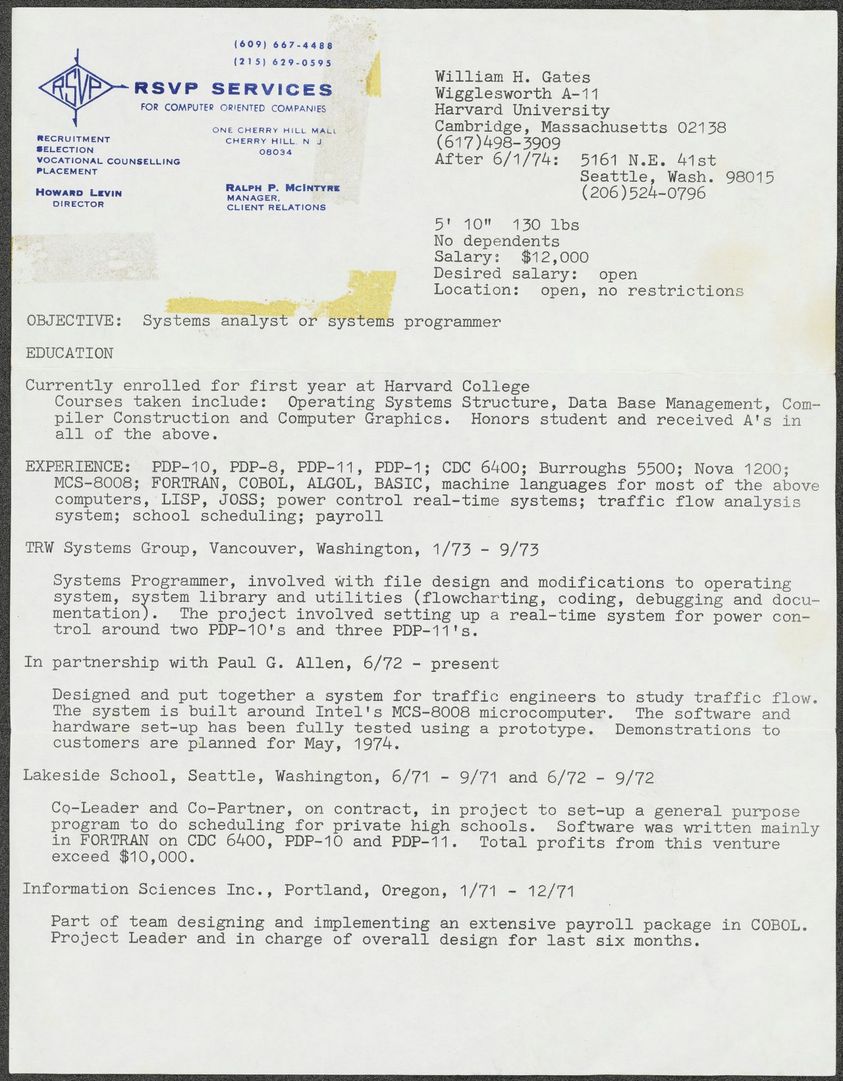 (609) 667-4488
(215) 629-0595
RSVP
RSVP SERVICES
FOR COMPUTER ORIENTED COMPANIES
RECRUITMENT
SELECTION
VOCATIONAL COUNSELLING
PLACEMENT
ONE CHERRY HILL MALL
CHERRY HILL, N J
08034
HOWARD LEVIN
DIRECTOR
RALPH P. MCINTYRE
MANAGER,
CLIENT RELATIONS
William H. Gates
Wigglesworth A-11
Harvard University
Cambridge, Massachusetts 02138
(617)498-3909
After 6/1/74: 5161 N.E. 41st
Seattle, Wash. 98015
(206)524-0796
5' 10" 130 lbs
No dependents
Salary: $12,000
Desired salary: open
Location: open, no restrictions
OBJECTIVE: Systems analyst or systems programmer
EDUCATION
Currently enrolled for first year at Harvard College
Courses taken include: Operating Systems Structure, Data Base Management, Com-
piler Construction and Computer Graphics. Honors student and received A's in
all of the above.
EXPERIENCE: PDP-10, PDP-8, PDP-11, PDP-1; CDC 6400; Burroughs 5500; Nova 1200;
MCS-8008; FORTRAN, COBOL, ALGOL, BASIC, machine languages for most of the above
computers, LISP, JOSS; power control real-time systems; traffic flow analysis
system; school scheduling; payroll
TRW Systems Group, Vancouver, Washington, 1/73 - 9/73
Systems Programmer, involved with file design and modifications to operating
system, system library and utilities (flowcharting, coding, debugging and docu-
mentation). The project involved setting up a real-time system for power con-
trol around two PDP-10's and three PDP-11's.
In partnership with Paul G. Allen, 6/72 - present
Designed and put together a system for traffic engineers to study traffic flow.
The system is built around Intel's MCS-8008 microcomputer. The software and
hardware set-up has been fully tested using a prototype. Demonstrations to
customers are planned for May, 1974.
Lakeside School, Seattle, Washington, 6/71 - 9/71 and 6/72 - 9/72
Co-Leader and Co-Partner, on contract, in project to set-up a general purpose
program to do scheduling for private high schools. Software was written mainly
in FORTRAN on CDC 6400, PDP-10 and PDP-11. Total profits from this venture
exceed $10,000.
Information Sciences Inc., Portland, Oregon, 1/71 - 12/71
Part of team designing and implementing an extensive payroll package in COBOL.
Project Leader and in charge of overall design for last six months.